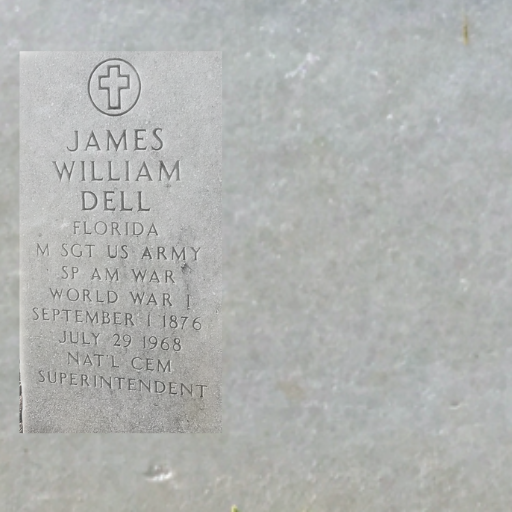 JAMES
WILLIAM
DELL
FLORIDA
M SGT US ARMY
SP AM WAR
WORLD WAR I
SEPTEMBER 1 1876
JULY 29 1968
NAT'L CEM
SUPERINTENDENT